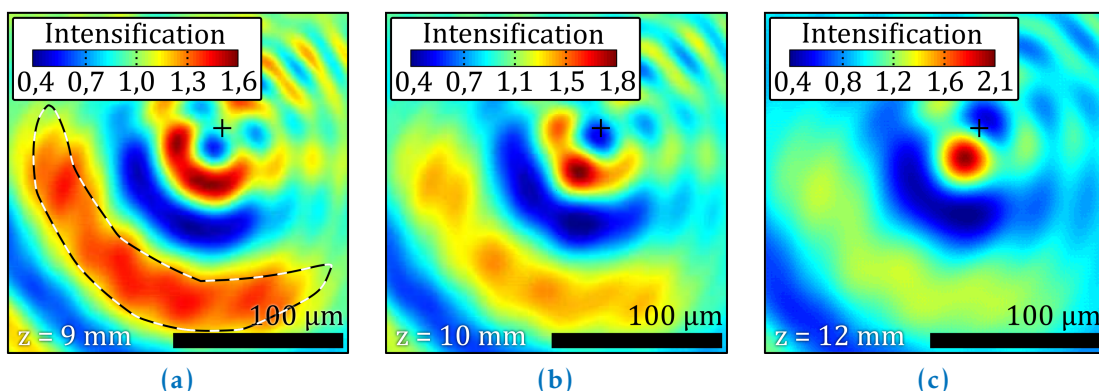 Intensification
0,4 0,7 1,0 1,3 1,6
100 μm
z = 9 mm
(a)
Intensification
0,4 0,7 1,1 1,5 1,8
100 μm
z = 10 mm
(b)
Intensification
0,4 0,8 1,2 1,6 2,1
100 μm
z = 12 mm
(c)